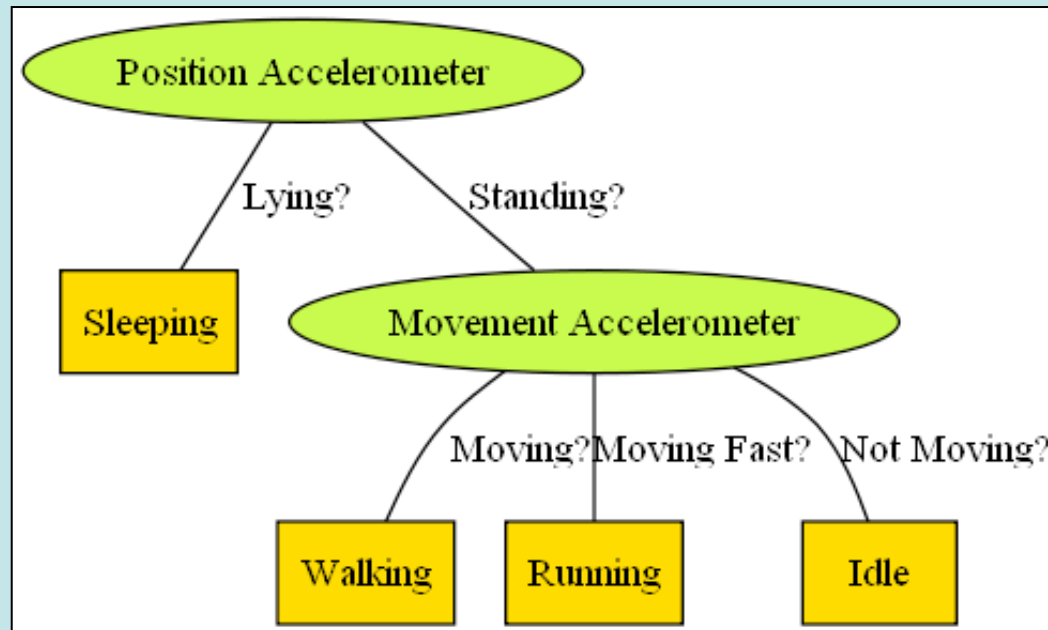 Position Accelerometer
Lying?
Standing?
Sleeping
Movement Accelerometer
Moving?
Moving Fast?
Not Moving?
Walking
Running
Idle